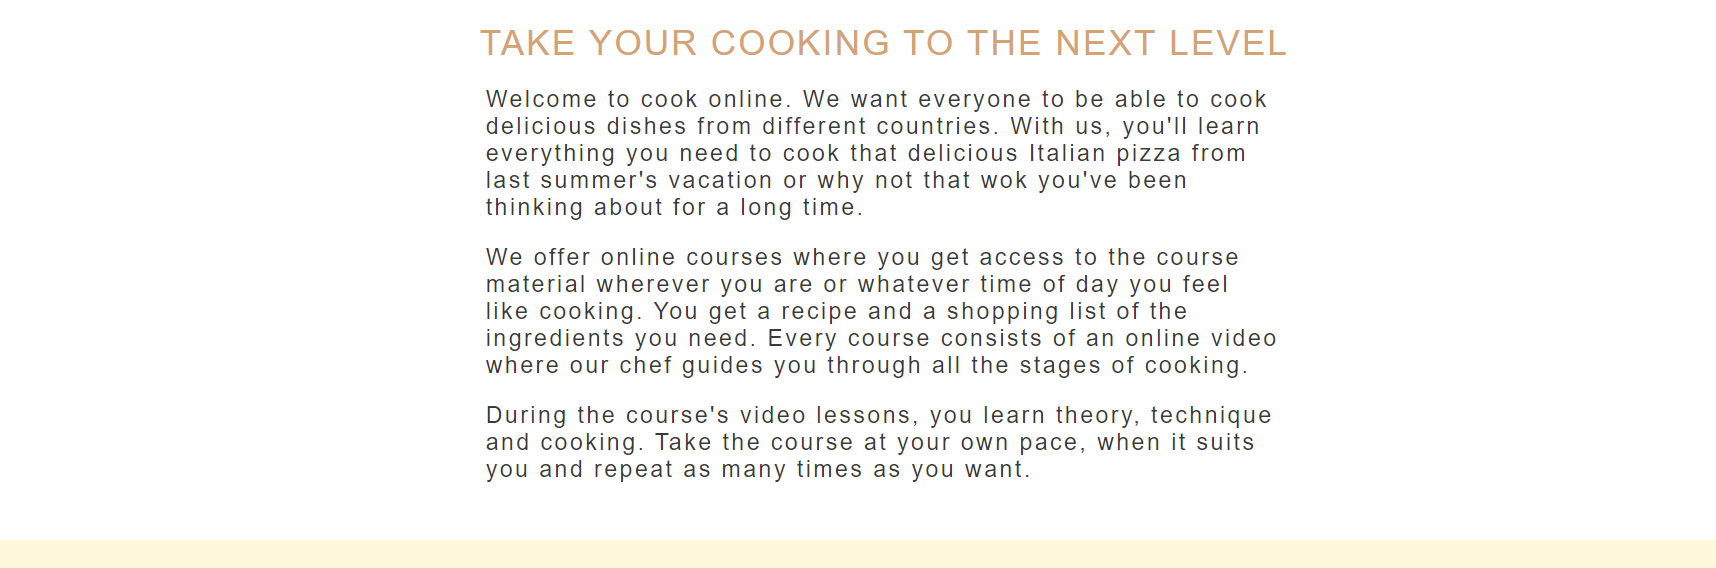 TAKE YOUR COOKING TO THE NEXT LEVEL
Welcome to cook online. We want everyone to be able to cook
delicious dishes from different countries. With us, you'll learn
everything you need to cook that delicious Italian pizza from
last summer's vacation or why not that wok you've been
thinking about for a long time.
We offer online courses where you get access to the course
material wherever you are or whatever time of day you feel
like cooking. You get a recipe and a shopping list of the
ingredients you need. Every course consists of an online video
where our chef guides you through all the stages of cooking.
During the course's video lessons, you learn theory, technique
and cooking. Take the course at your own pace, when it suits
you and repeat as many times as you want.